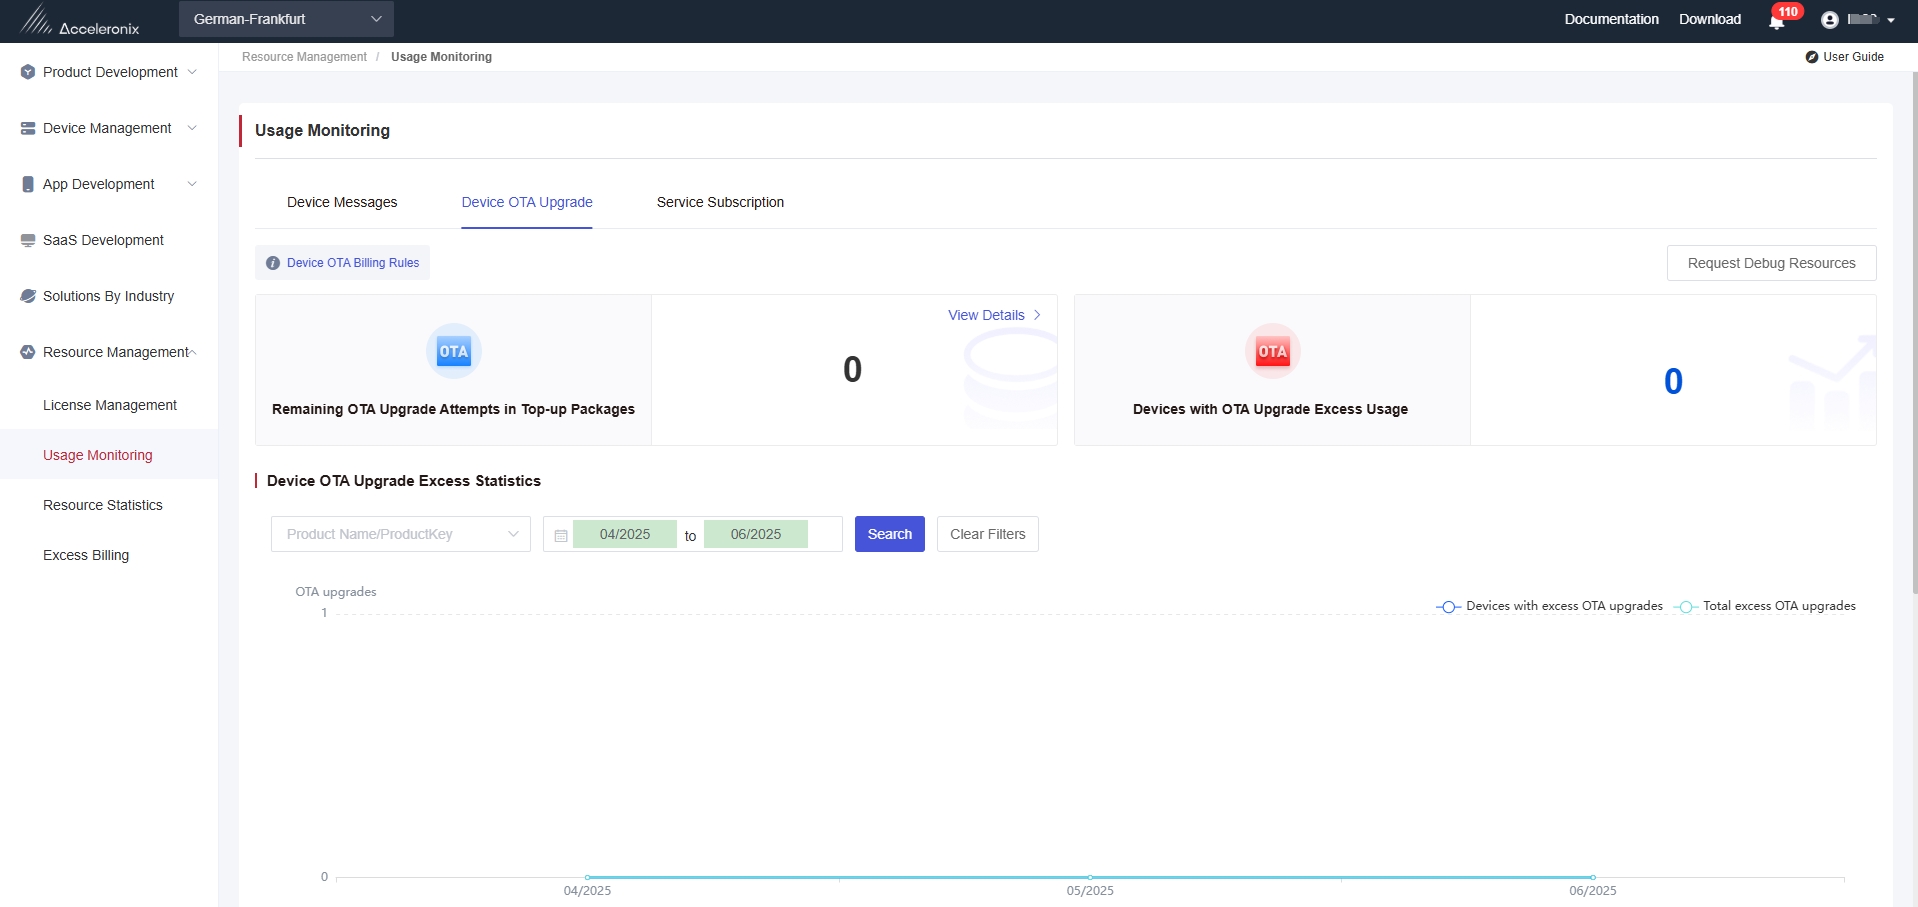 Acceleronix
German-Frankfurt
Documentation
Download
110
Resource Management / Usage Monitoring
User Guide
Product Development
Device Management
App Development
SaaS Development
Solutions By Industry
Resource Management
License Management
Usage Monitoring
Resource Statistics
Excess Billing
Usage Monitoring
Device Messages
Device OTA Upgrade
Service Subscription
Device OTA Billing Rules
Request Debug Resources
OTA
Remaining OTA Upgrade Attempts in Top-up Packages
View Details
0
OTA
Devices with OTA Upgrade Excess Usage
0
Device OTA Upgrade Excess Statistics
Product Name/ProductKey
04/2025 to 06/2025
Search
Clear Filters
OTA upgrades
Devices with excess OTA upgrades
Total excess OTA upgrades
1
0
04/2025
05/2025
06/2025